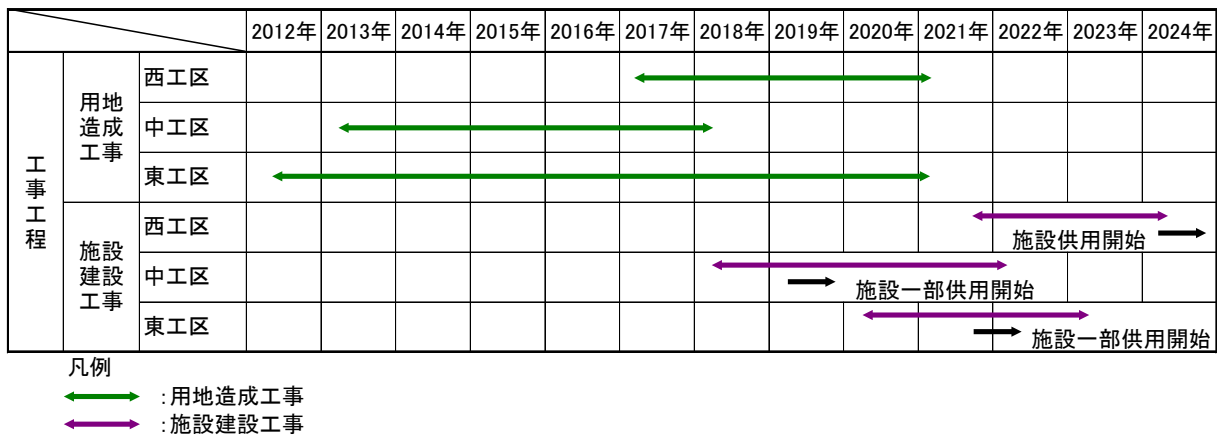 2012年 2013年 2014年 2015年 2016年 2017年 2018年 2019年 2020年 2021年 2022年 2023年 2024年
工事工程
用地
造成
工事
西工区
中工区
東工区
施設
建設
工事
西工区
施設供用開始
中工区
施設一部供用開始
東工区
施設一部供用開始
凡例
：用地造成工事
：施設建設工事